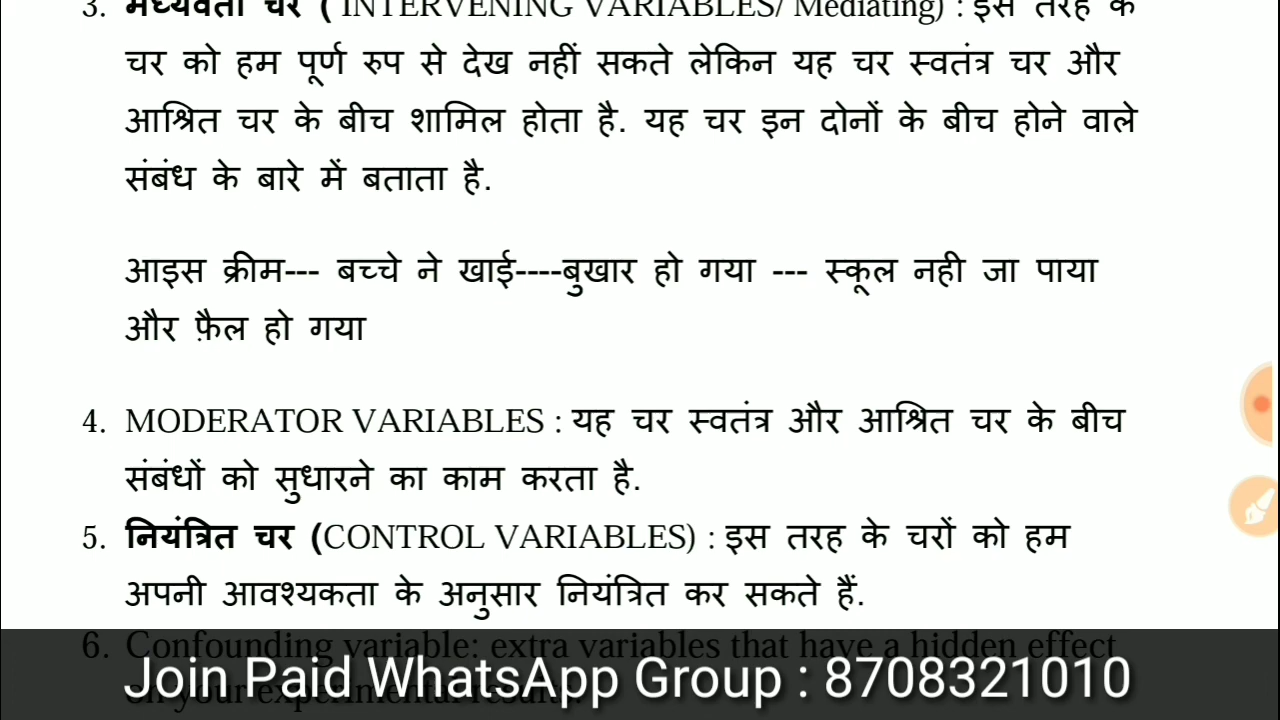 3. मध्यवर्ती चर ( INTERVENING VARIABLES/ Mediating) : इस तरह के
चर को हम पूर्ण रुप से देख नहीं सकते लेकिन यह चर स्वतंत्र चर और
आश्रित चर के बीच शामिल होता है. यह चर इन दोनों के बीच होने वाले
संबंध के बारे में बताता है.
आइस क्रीम--- बच्चे ने खाई----बुखार हो गया --- स्कूल नही जा पाया
और फ़ैल हो गया
4. MODERATOR VARIABLES : यह चर स्वतंत्र और आश्रित चर के बीच
संबंधों को सुधारने का काम करता है.
5. नियंत्रित चर (CONTROL VARIABLES) : इस तरह के चरों को हम
अपनी आवश्यकता के अनुसार नियंत्रित कर सकते हैं.
6. Confounding variable: extra variables that have a hidden effect
on your experimental
Join Paid WhatsApp Group : 8708321010